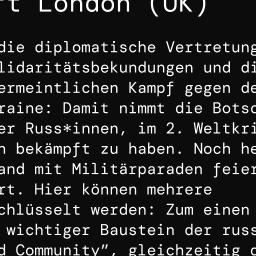 rt London (UK)
die diplomatische Vertretung
lidaritätsbekundungen und di
ermeintlichen Kampf gegen de
raine: Damit nimmt die Botsc
er Russ*innen, im 2. Weltkri
n bekämpft zu haben. Noch he
and mit Militärparaden feier
rt. Hier können mehrere
chlüsselt werden: Zum einen
wichtiger Baustein der russ
d Community”, gleichzeitig